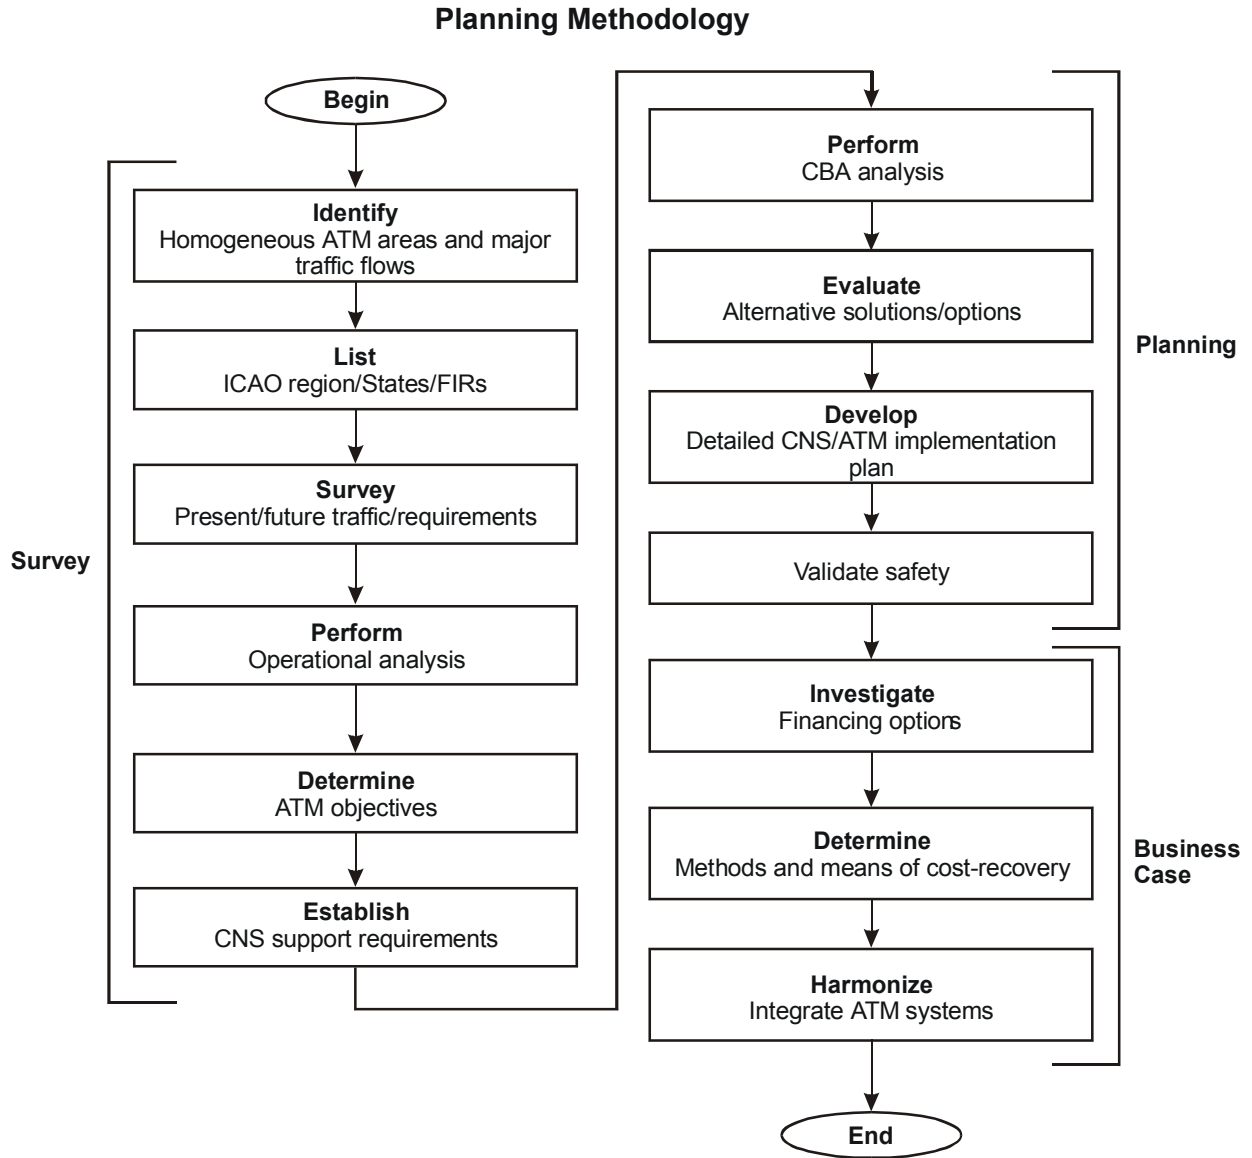 Planning Methodology
Begin
Identify
Homogeneous ATM areas and major
traffic flows
List
ICAO region/States/FIRs
Survey
Present/future traffic/requirements
Perform
Operational analysis
Determine
ATM objectives
Establish
CNS support requirements
Survey
Perform
CBA analysis
Evaluate
Alternative solutions/options
Develop
Detailed CNS/ATM implementation
plan
Validate safety
Planning
Investigate
Financing options
Determine
Methods and means of cost-recovery
Harmonize
Integrate ATM systems
Business
Case
End